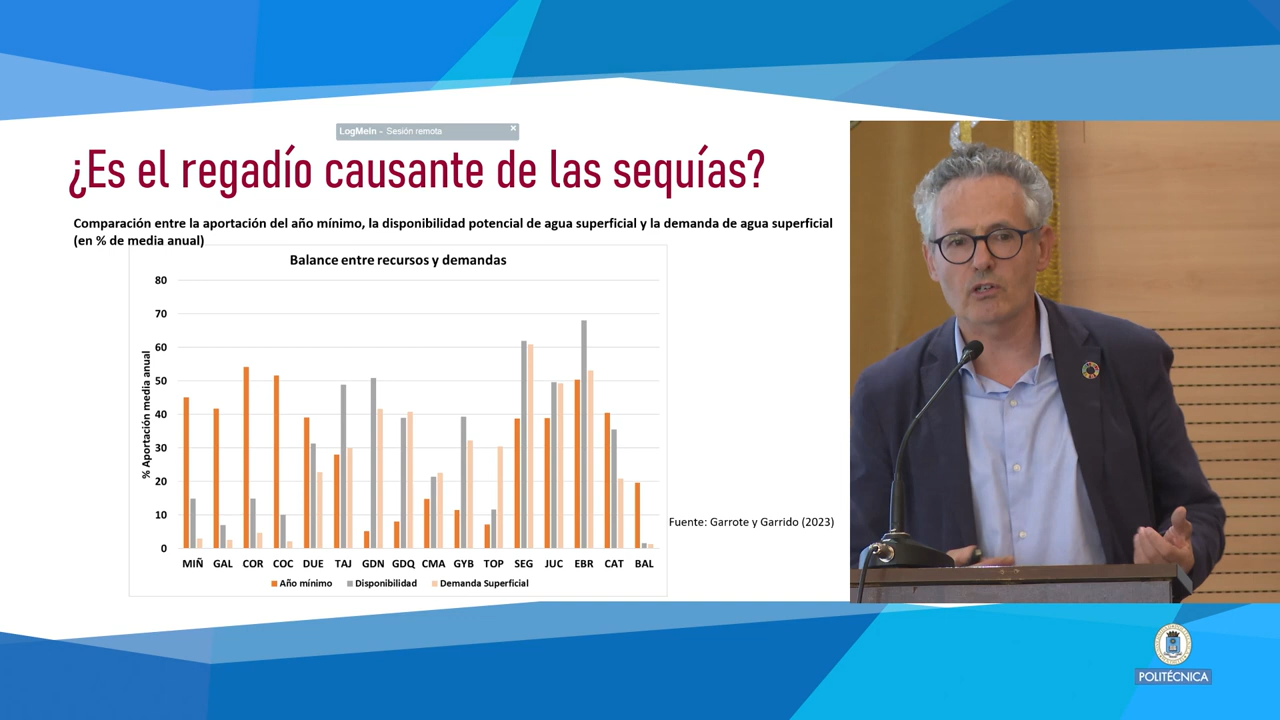 LogMeIn - Sesión remota
¿Es el regadío causante de las sequías?
Comparación entre la aportación del año mínimo, la disponibilidad potencial de agua superficial y la demanda de agua superficial
(en % de media anual)
Balance entre recursos y demandas
% Aportación media anual
80
70
60
50
40
30
20
10
0
MIÑ GAL COR COC DUE TAJ GDN GDQ CMA GYB TOP SEG JUC EBR CAT BAL
Año mínimo Disponibilidad Demanda Superficial
Fuente: Garrote y Garrido (2023)
POLITÉCNICA